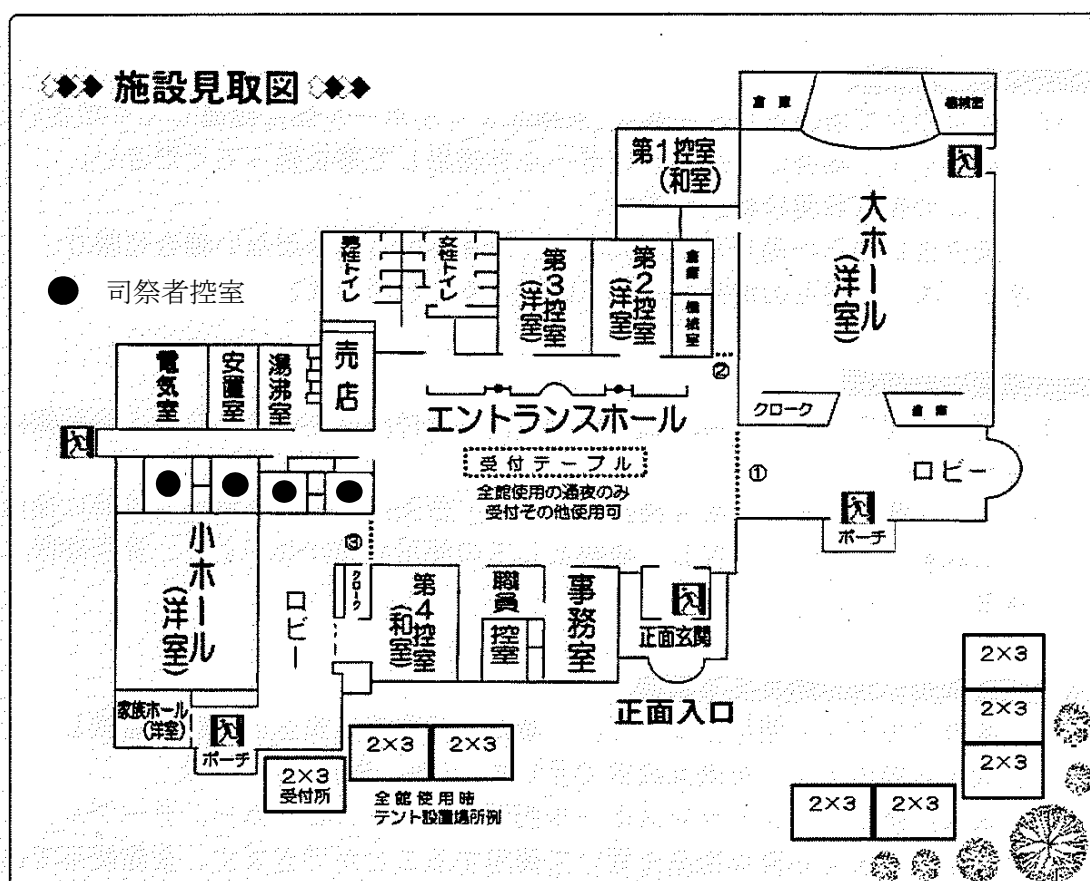 施設見取図
倉庫
機械室
第1控室
(和室)
大ホール
(洋室)
男性トイレ
女性トイレ
第3控室
(洋室)
第2控室
(洋室)
倉庫
機械室
● 司祭者控室
電気室
安置室
湯沸室
売店
②
エントランスホール
クローク
倉庫
受付テーブル
全館使用の通夜のみ
受付その他使用可
①
ロビー
ポーチ
③
小ホール
(洋室)
ロビー
クローク
第4控室
(和室)
職員
控室
事務室
正面玄関
正面入口
家族ホール
(洋室)
ポーチ
2×3
受付所
2×3
2×3
全館使用時
テント設置場所例
2×3
2×3
2×3
2×3
2×3